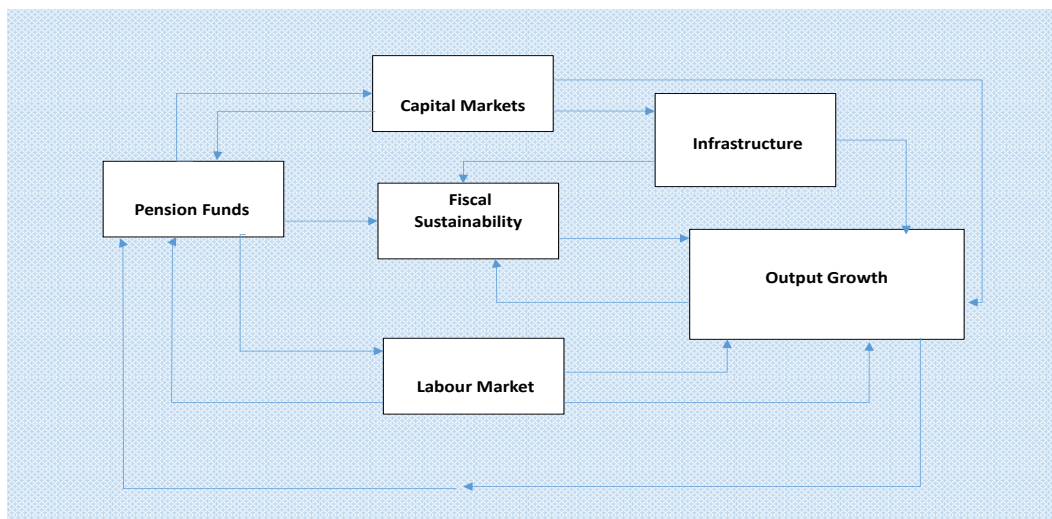 Capital Markets
Infrastructure
Pension Funds
Fiscal
Sustainability
Output Growth
Labour Market